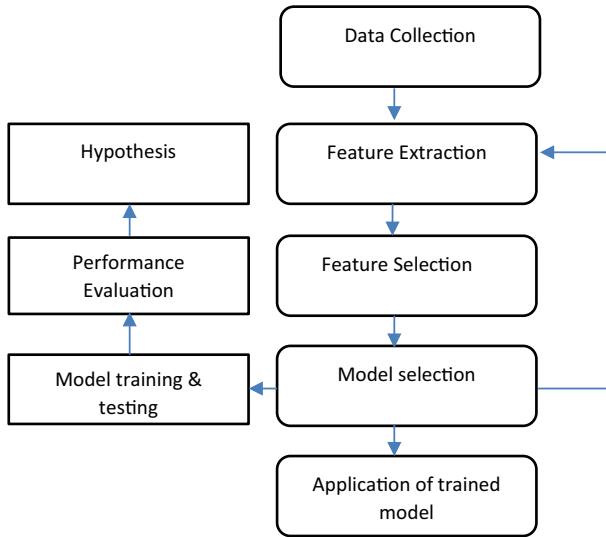 Data Collection
Feature Extraction
Feature Selection
Model selection
Application of trained
model
Model training &
testing
Performance
Evaluation
Hypothesis